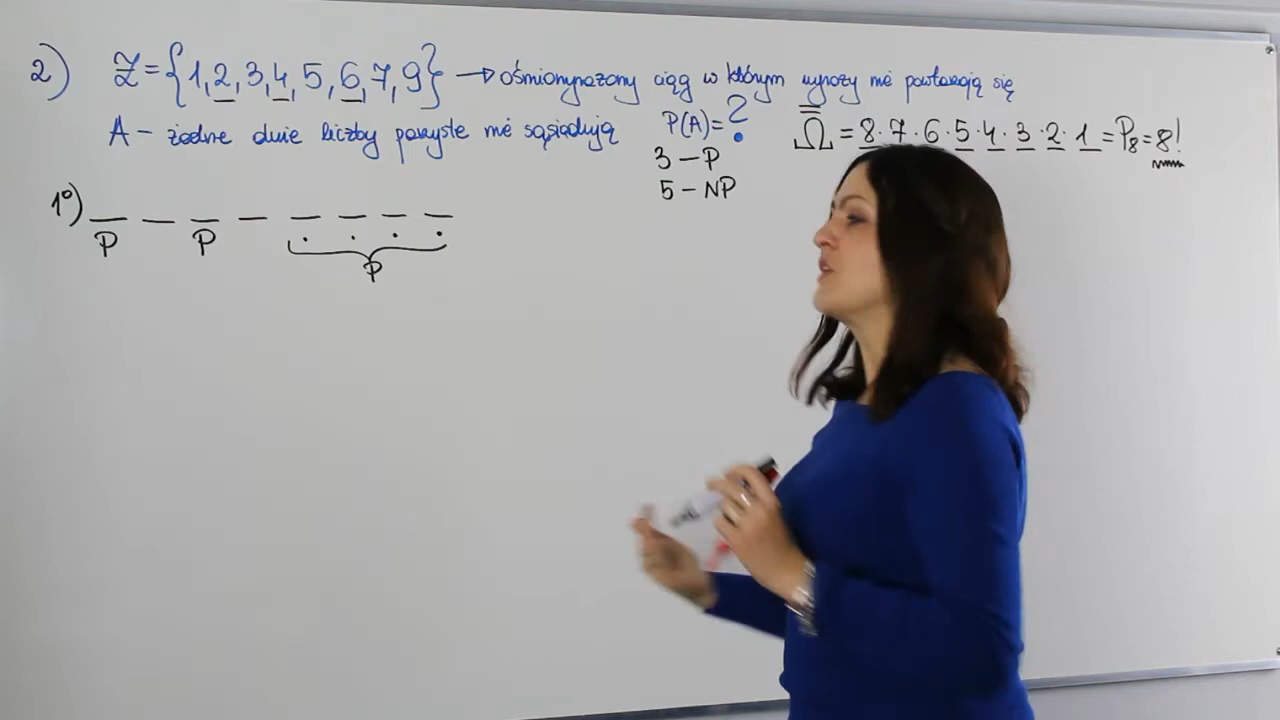 2) Z = {1, 2, 3, 4, 5, 6, 7, 9} → ośmiowyrazowy ciąg w którym wyrazy nie powtarzają się
A - żadne dwie liczby parzyste nie sąsiadują P(A) = ? Ω = 8·7·6·5·4·3·2·1 = P8 = 8!
3 - P
5 - NP
1°) _ _ _ _ _ _ _ _
P P P